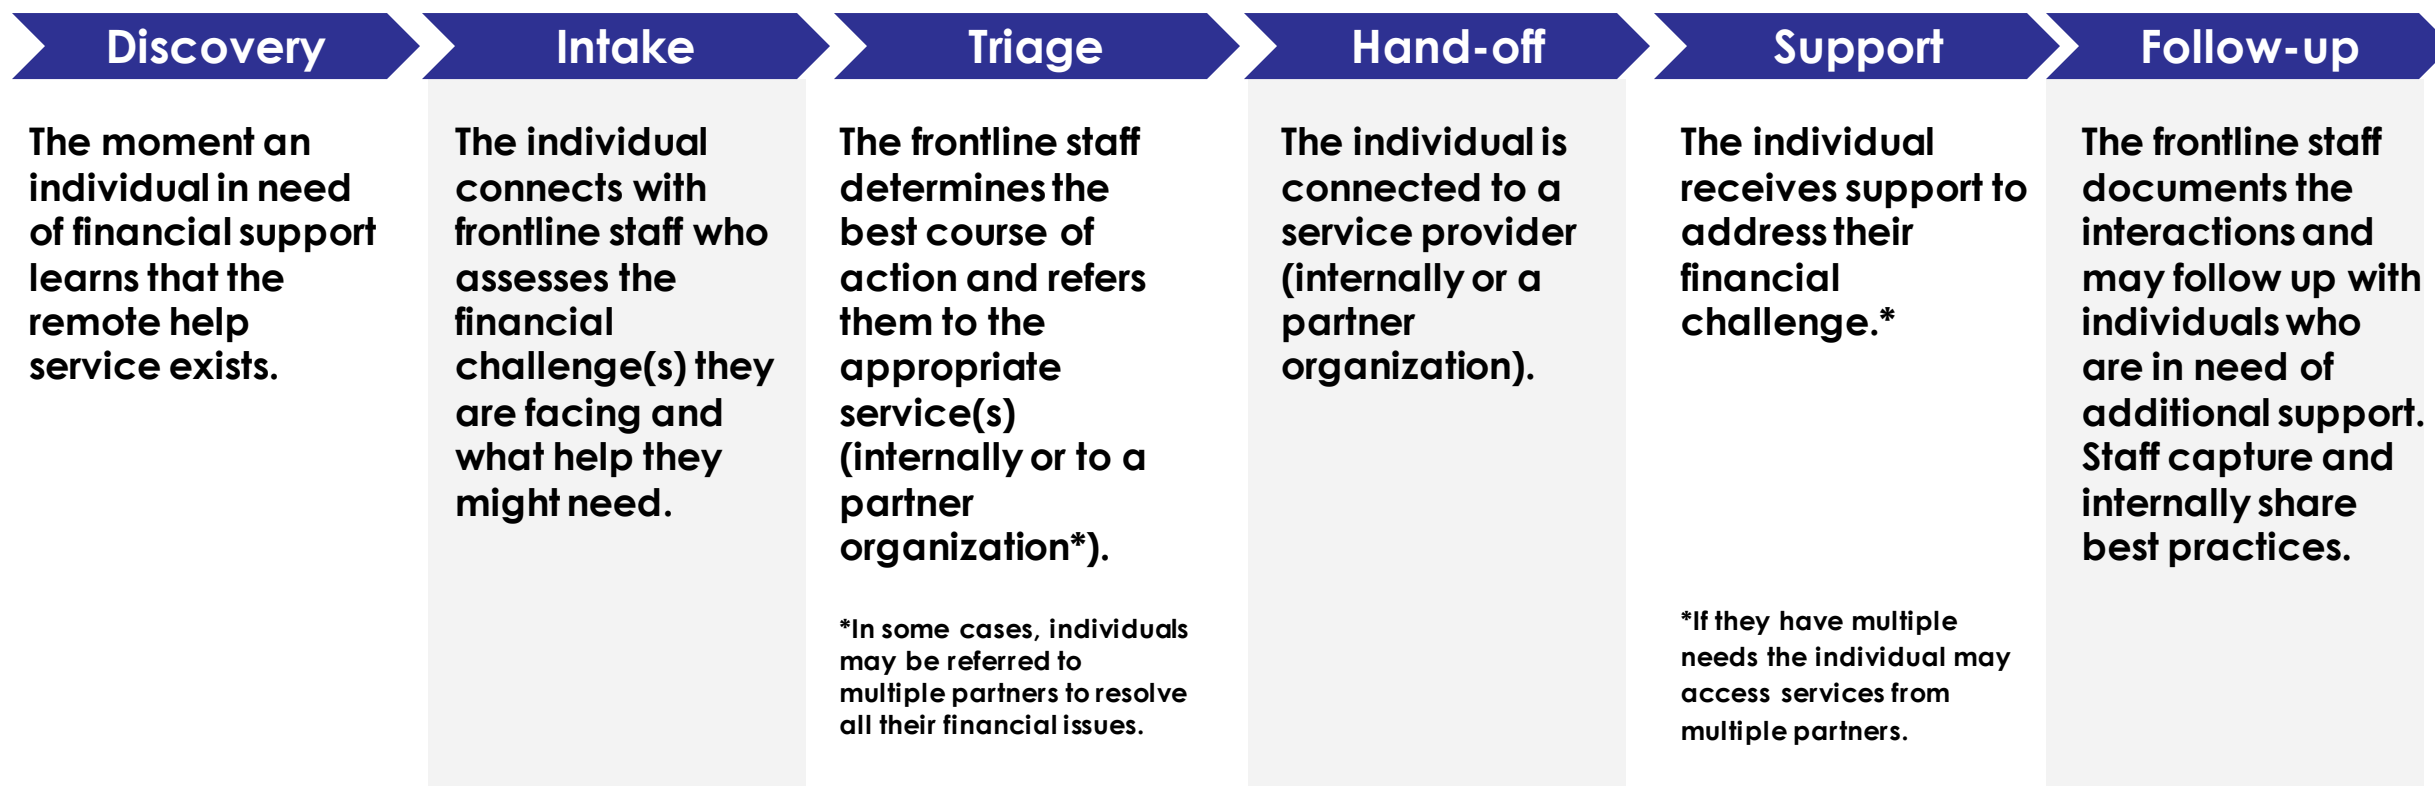 Discovery
Intake
Triage
Hand-off
Support
Follow-up
The moment an
individual in need
of financial support
learns that the
remote help
service exists.
The individual
connects with
frontline staff who
assesses the
financial
challenge(s) they
are facing and
what help they
might need.
The frontline staff
determines the
best course of
action and refers
them to the
appropriate
service(s)
(internally or to a
partner
organization*).
*In some cases, individuals
may be referred to
multiple partners to resolve
all their financial issues.
The individual is
connected to a
service provider
(internally or a
partner
organization).
The individual
receives support to
address their
financial
challenge.*
*If they have multiple
needs the individual may
access services from
multiple partners.
The frontline staff
documents the
interactions and
may follow up with
individuals who
are in need of
additional support.
Staff capture and
internally share
best practices.